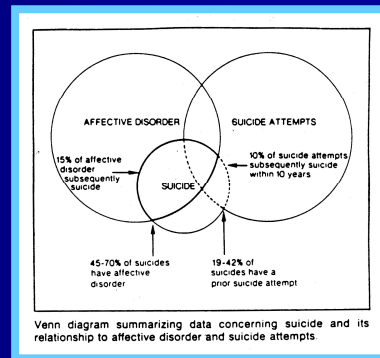 AFFECTIVE DISORDER
SUICIDE ATTEMPTS
15% of affective
disorder
subsequently
suicide
10% of suicide attempts
subsequently suicide
within 10 years
SUICIDE
45-70% of suicides
have affective
disorder
19-42% of
suicides have a
prior suicide attempt
Venn diagram summarizing data concerning suicide and its
relationship to affective disorder and suicide attempts.